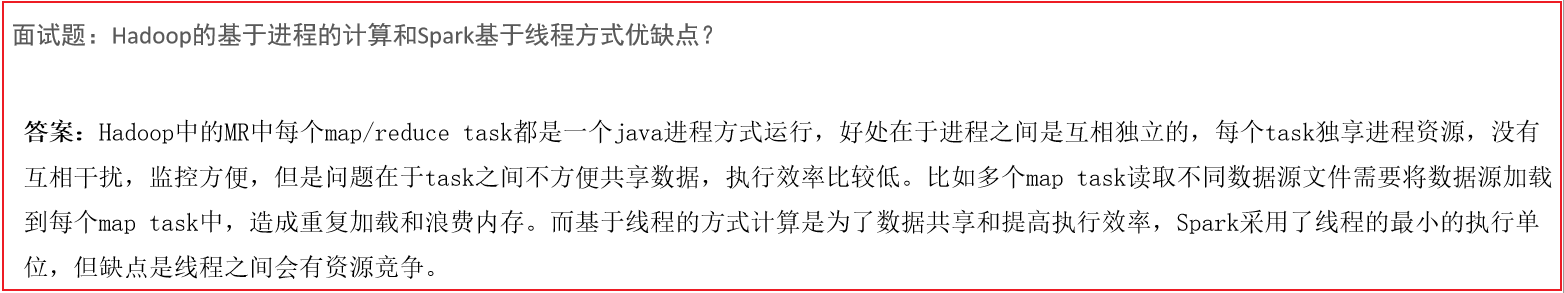 面试题：Hadoop的基于进程的计算和Spark基于线程方式优缺点？
答案：Hadoop中的MR中每个map/reduce task都是一个java进程方式运行，好处在于进程之间是互相独立的，每个task独享进程资源，没有
互相干扰，监控方便，但是问题在于task之间不方便共享数据，执行效率比较低。比如多个map task读取不同数据源文件需要将数据源加载
到每个map task中，造成重复加载和浪费内存。而基于线程的方式计算是为了数据共享和提高执行效率，Spark采用了线程的最小的执行单
位，但缺点是线程之间会有资源竞争。